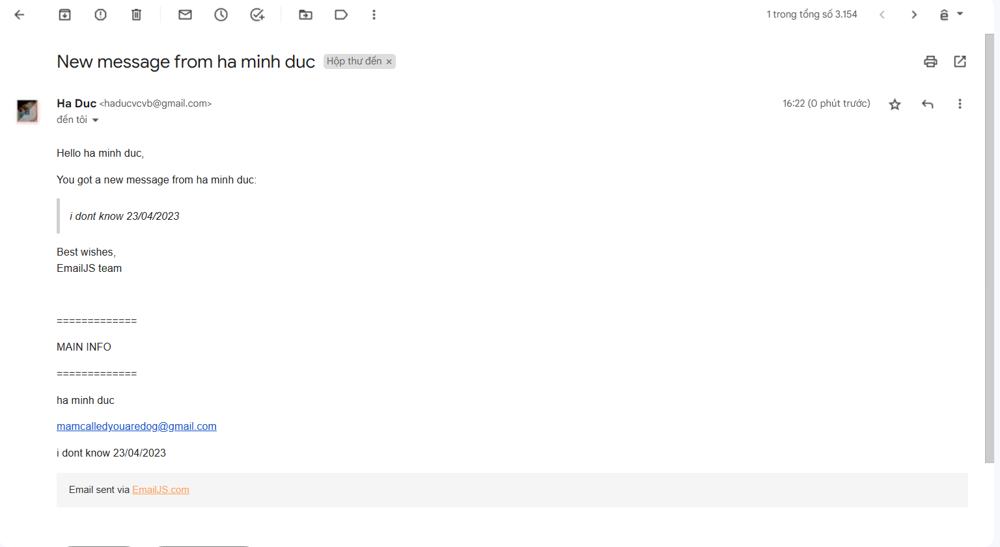 1 trong tổng số 3.154
New message from ha minh duc Hộp thư đến ×
Ha Duc <haducvcvb@gmail.com> 16:22 (0 phút trước)
đến tôi
Hello ha minh duc,
You got a new message from ha minh duc:
i dont know 23/04/2023
Best wishes,
EmailJS team
=============
MAIN INFO
=============
ha minh duc
mamcalledyouaredog@gmail.com
i dont know 23/04/2023
Email sent via EmailJS.com